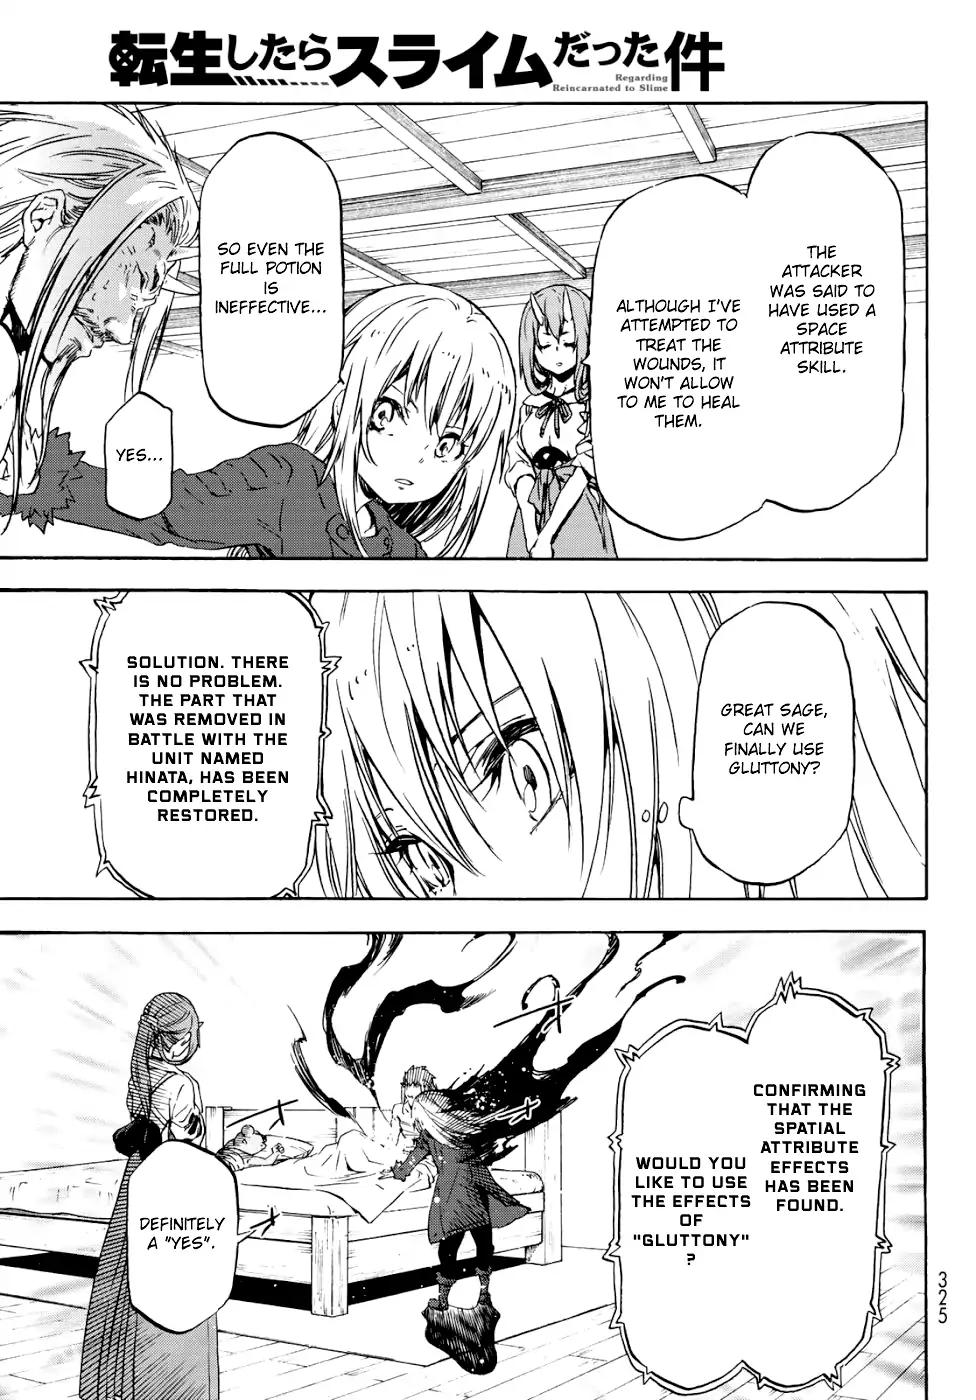 転生したらスライムだった件
Regarding
Reincarnated to Slime
THE
ATTACKER
WAS SAID TO
HAVE USED A
SPACE
ATTRIBUTE
SKILL.
ALTHOUGH I'VE
ATTEMPTED TO
TREAT THE
WOUNDS, IT
WON'T ALLOW
TO ME TO HEAL
THEM.
SO EVEN THE
FULL POTION
IS
INEFFECTIVE...
YES...
GREAT SAGE,
CAN WE
FINALLY USE
GLUTTONY?
SOLUTION. THERE
IS NO PROBLEM.
THE PART THAT
WAS REMOVED IN
BATTLE WITH THE
UNIT NAMED
HINATA, HAS BEEN
COMPLETELY
RESTORED.
CONFIRMING
THAT THE
SPATIAL
ATTRIBUTE
EFFECTS
HAS BEEN
FOUND.
WOULD YOU
LIKE TO USE
THE EFFECTS
OF
"GLUTTONY"
?
DEFINITELY
A "YES".
325